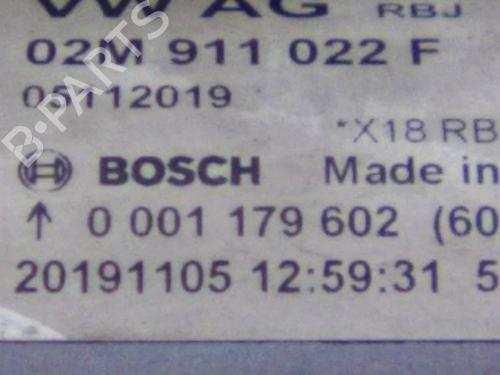 VW AG RBJ
02M 911 022 F
05112019
*X18 RB
BOSCH Made in
↑ 0 001 179 602 (60
20191105 12:59:31 5
B-PARTS